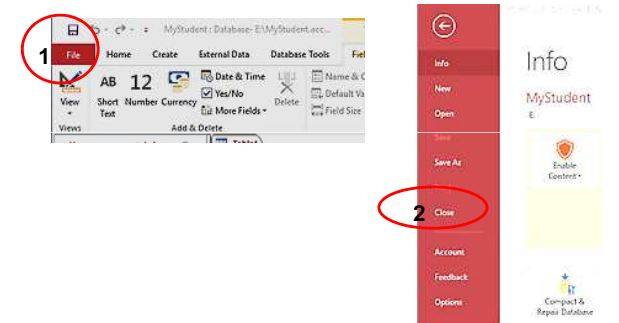 MyStudent : Database- E:\MyStudent.acc...
1
File Home Create External Data Database Tools Fiel
View
Views
AB
Short
Text
12
Number
Currency
Date & Time
Yes/No
More Fields
Delete
Name & C
Default Va
Field Size
Add & Delete
Table1
Info
New
Open
Save
Save As
2
Close
Account
Feedback
Options
Info
MyStudent
E
Enable
Content
Compact &
Repair Database